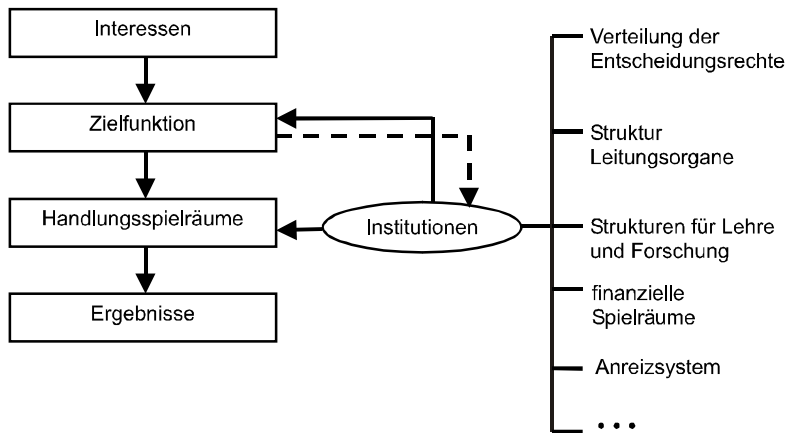 Interessen
Zielfunktion
Handlungsspielräume
Ergebnisse
Institutionen
Verteilung der
Entscheidungsrechte
Struktur
Leitungsorgane
Strukturen für Lehre
und Forschung
finanzielle
Spielräume
Anreizsystem
...